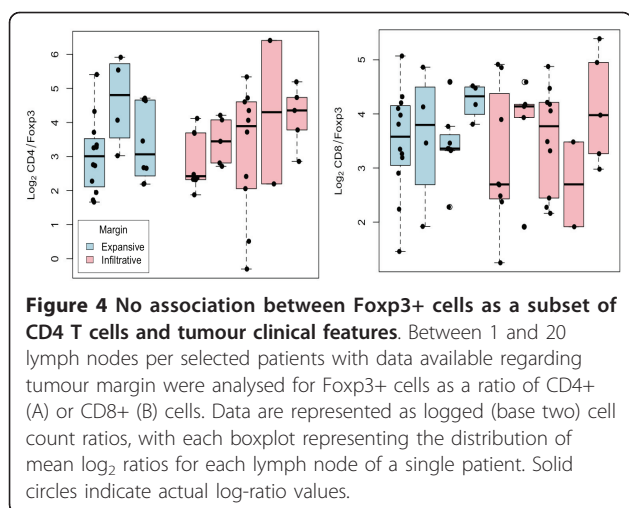 Log2 CD4/Foxp3
6
5
4
3
2
1
0
Margin
Expansive
Infiltrative
Log2 CD8/Foxp3
5
4
3
2
Figure 4 No association between Foxp3+ cells as a subset of
CD4 T cells and tumour clinical features. Between 1 and 20
lymph nodes per selected patients with data available regarding
tumour margin were analysed for Foxp3+ cells as a ratio of CD4+
(A) or CD8+ (B) cells. Data are represented as logged (base two) cell
count ratios, with each boxplot representing the distribution of
mean log2 ratios for each lymph node of a single patient. Solid
circles indicate actual log-ratio values.